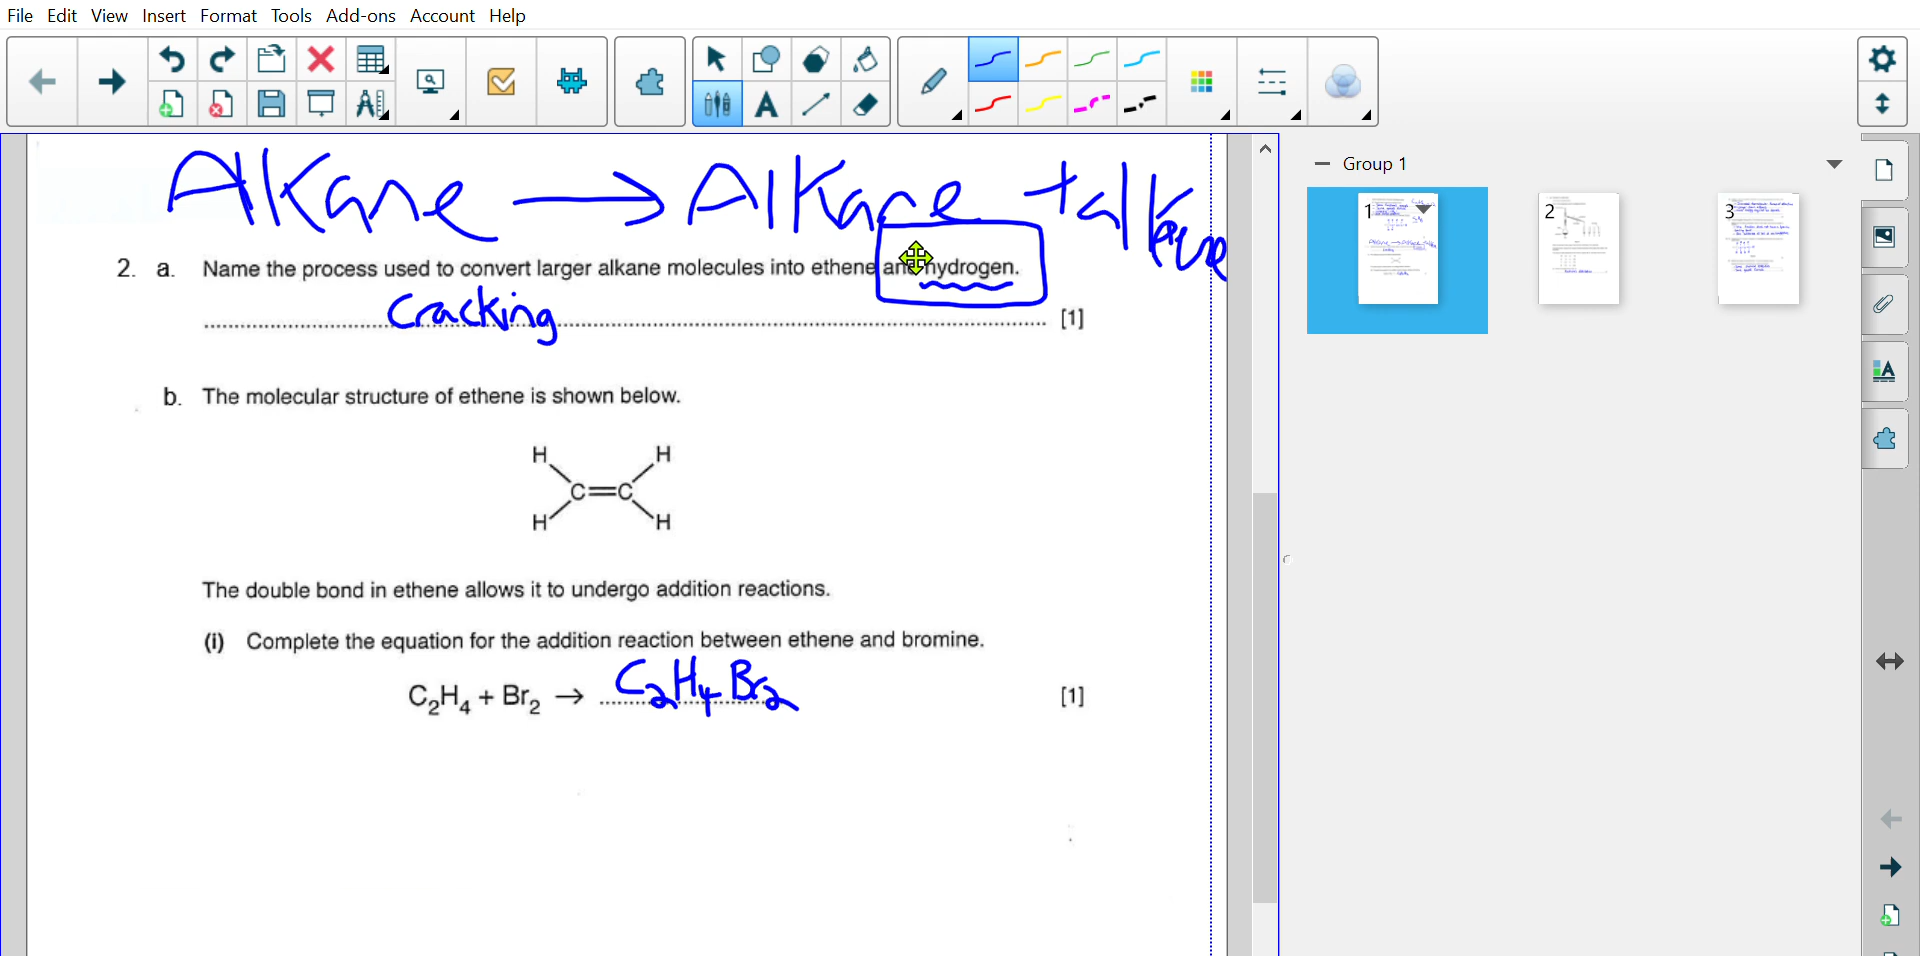 File Edit View Insert Format Tools Add-ons Account Help
Alkane → Alkane + alkene
2. a. Name the process used to convert larger alkane molecules into ethene and hydrogen.
Cracking [1]
b. The molecular structure of ethene is shown below.
H H
C=C
H H
The double bond in ethene allows it to undergo addition reactions.
(i) Complete the equation for the addition reaction between ethene and bromine.
C₂H₄ + Br₂ → C₂H₄Br₂ [1]
Group 1
1 2 3